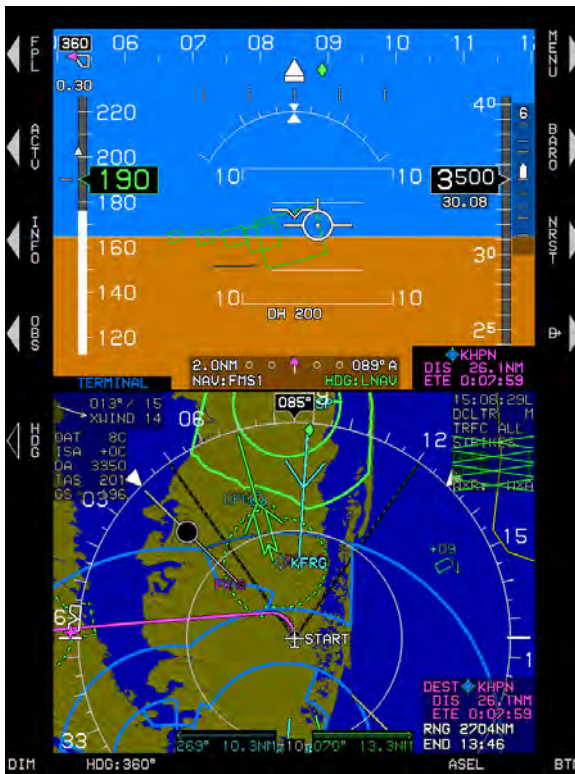 360 06 07 08 09 10 11 12
FPL
MENU
0.30
220
40
6
ACTV
BARO
200
190
10 10
3500
180
30.08
INFO
NRST
160
30
140
OBS
10 10
DH 200
120
25
2.0NM 089°A
NAV:FMS1 HDG:LNAV
TERMINAL
KHPN
DIS 26.1NM
ETE 0:07:59
013°/ 15
XWIND 14
085°
15:08:29L
DCLTR M
TRFC ALL
STRIKES
HDG
OAT 8C
ISA +0C
DA 3350
TAS 201
GS 196
06
12
03
15
+09
KFRG
START
DEST KHPN
DIS 26.1NM
ETE 0:07:59
RNG 2704NM
END 13:46
33
269° 10.3NM 10 070° 13.3NM
DIM HDG:360° ASEL